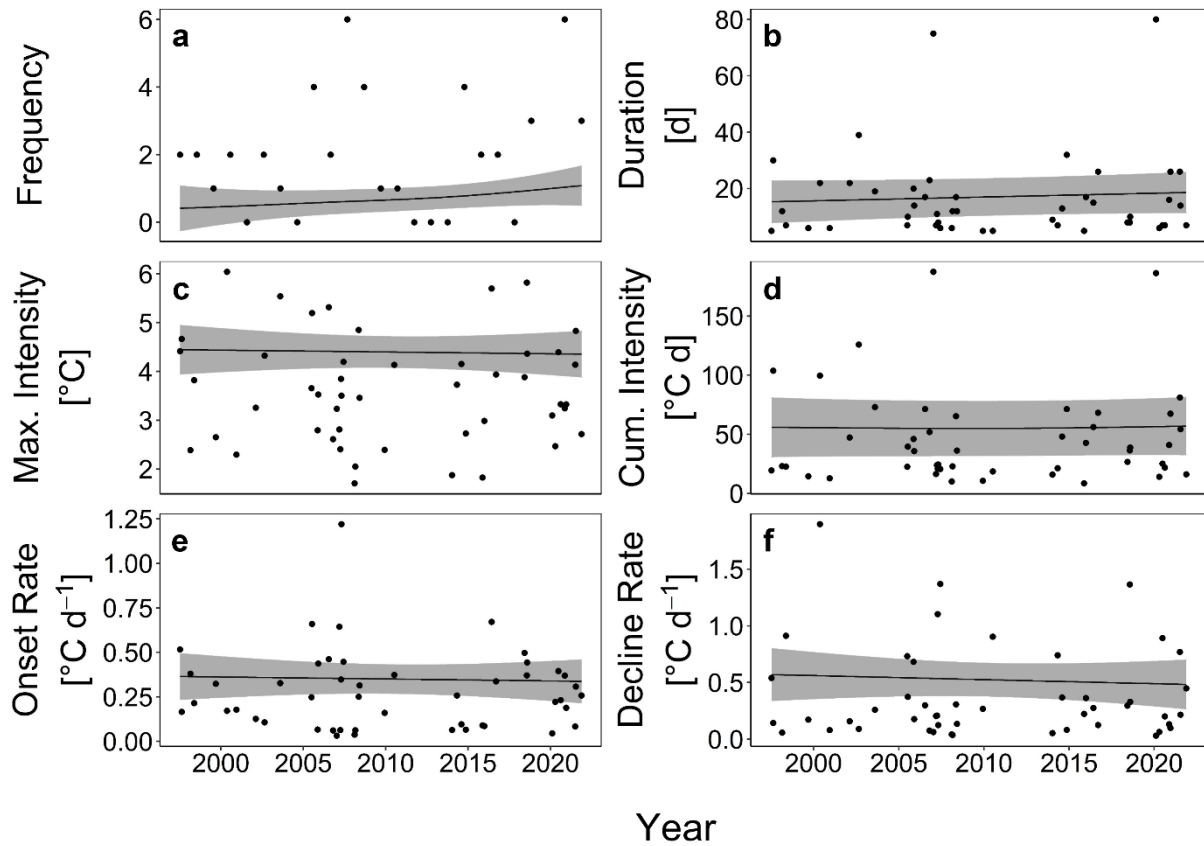 a
Frequency
6
4
2
0
b
Duration
[d]
80
60
40
20
c
Max. Intensity
[°C]
6
5
4
3
2
d
Cum. Intensity
[°C d]
150
100
50
0
e
Onset Rate
[°C d⁻¹]
1.25
1.00
0.75
0.50
0.25
0.00
f
Decline Rate
[°C d⁻¹]
1.5
1.0
0.5
0.0
2000 2005 2010 2015 2020
2000 2005 2010 2015 2020
Year